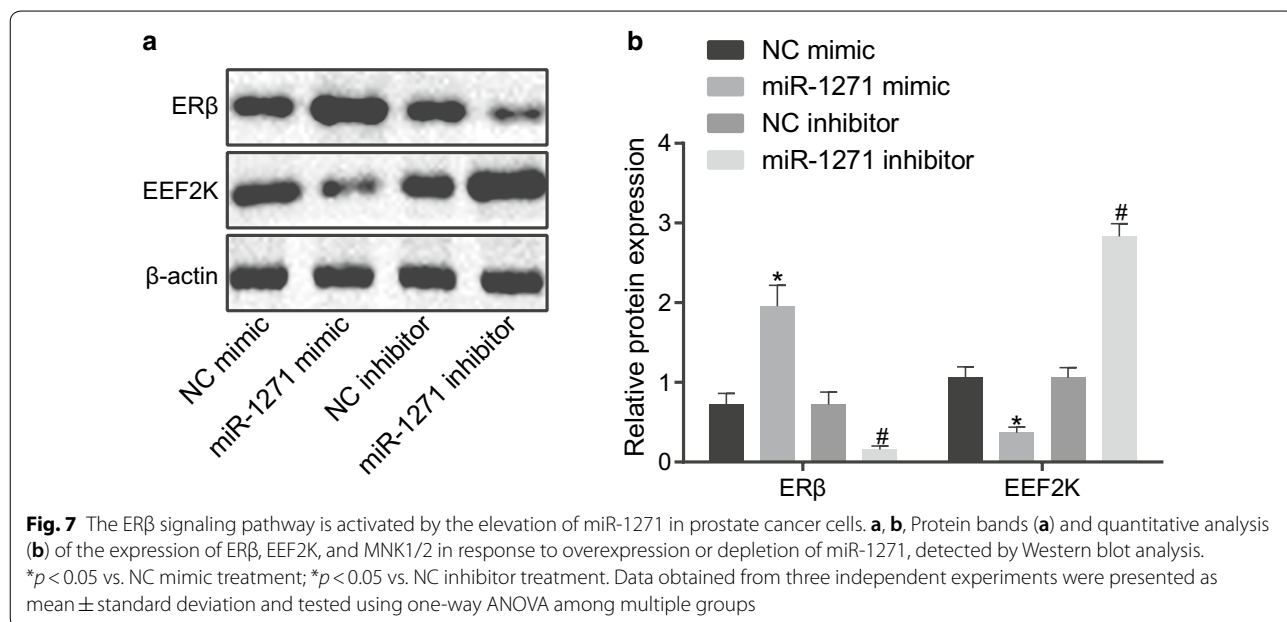 a
ERβ
EEF2K
β-actin
NC mimic
miR-1271 mimic
NC inhibitor
miR-1271 inhibitor
b
NC mimic
miR-1271 mimic
NC inhibitor
miR-1271 inhibitor
Relative protein expression
4
3
2
1
0
*
#
*
#
ERβ
EEF2K
Fig. 7 The ERβ signaling pathway is activated by the elevation of miR-1271 in prostate cancer cells. a, b, Protein bands (a) and quantitative analysis
(b) of the expression of ERβ, EEF2K, and MNK1/2 in response to overexpression or depletion of miR-1271, detected by Western blot analysis.
*p < 0.05 vs. NC mimic treatment; *p < 0.05 vs. NC inhibitor treatment. Data obtained from three independent experiments were presented as
mean ± standard deviation and tested using one-way ANOVA among multiple groups